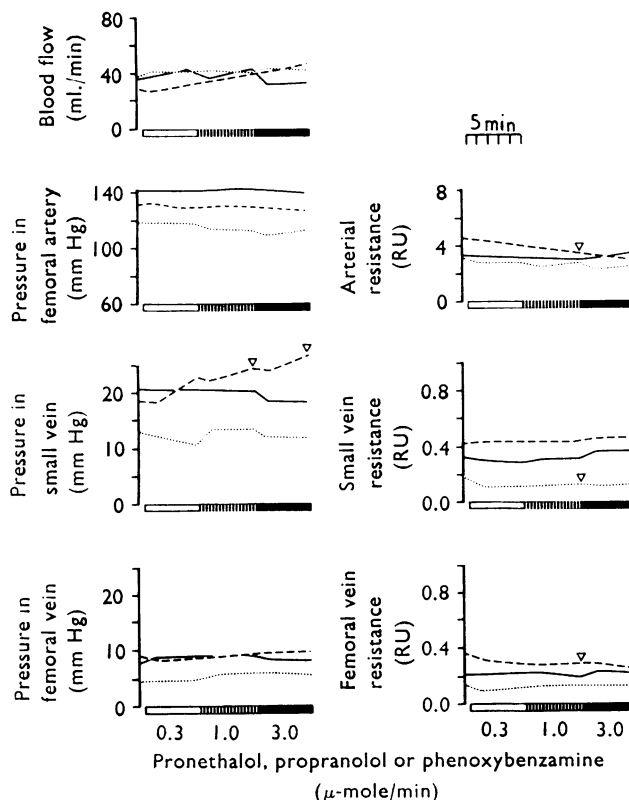 Blood flow
(ml./min)
80
40
0
5 min
Pressure in
femoral artery
(mm Hg)
140
100
60
Arterial
resistance
(RU)
8
4
0
Pressure in
small vein
(mm Hg)
20
10
0
Small vein
resistance
(RU)
0.8
0.4
0.0
Pressure in
femoral vein
(mm Hg)
20
10
0
Femoral vein
resistance
(RU)
0.8
0.4
0.0
0.3 1.0 3.0
0.3 1.0 3.0
Pronethalol, propranolol or phenoxybenzamine
(μ-mole/min)